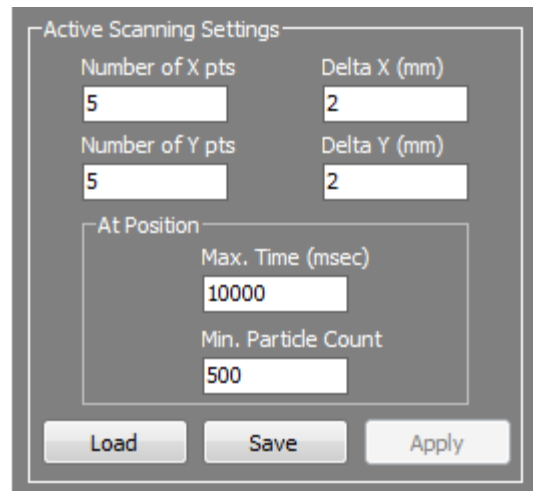 Active Scanning Settings
Number of X pts Delta X (mm)
5 2
Number of Y pts Delta Y (mm)
5 2
At Position
Max. Time (msec)
10000
Min. Particle Count
500
Load Save Apply